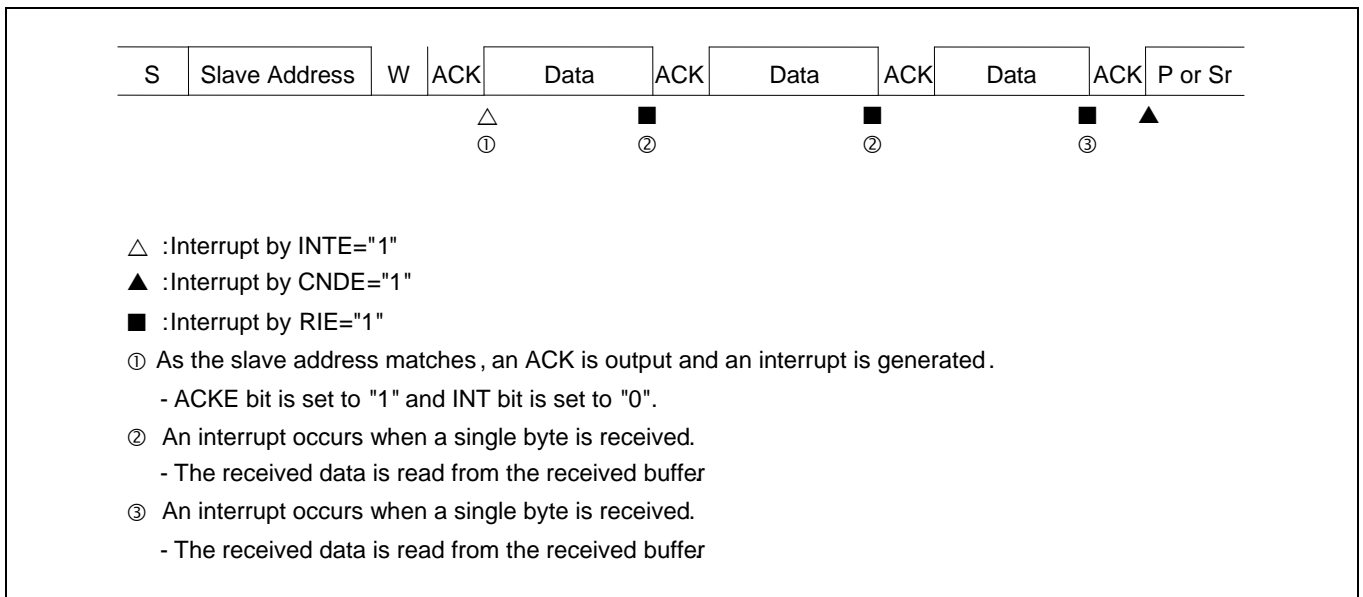 S Slave Address W ACK Data ACK Data ACK Data ACK P or Sr
△ ■ ■ ■ ▲
① ② ② ③
△ :Interrupt by INTE="1"
▲ :Interrupt by CNDE="1"
■ :Interrupt by RIE="1"
① As the slave address matches, an ACK is output and an interrupt is generated.
- ACKE bit is set to "1" and INT bit is set to "0".
② An interrupt occurs when a single byte is received.
- The received data is read from the received buffer.
③ An interrupt occurs when a single byte is received.
- The received data is read from the received buffer.